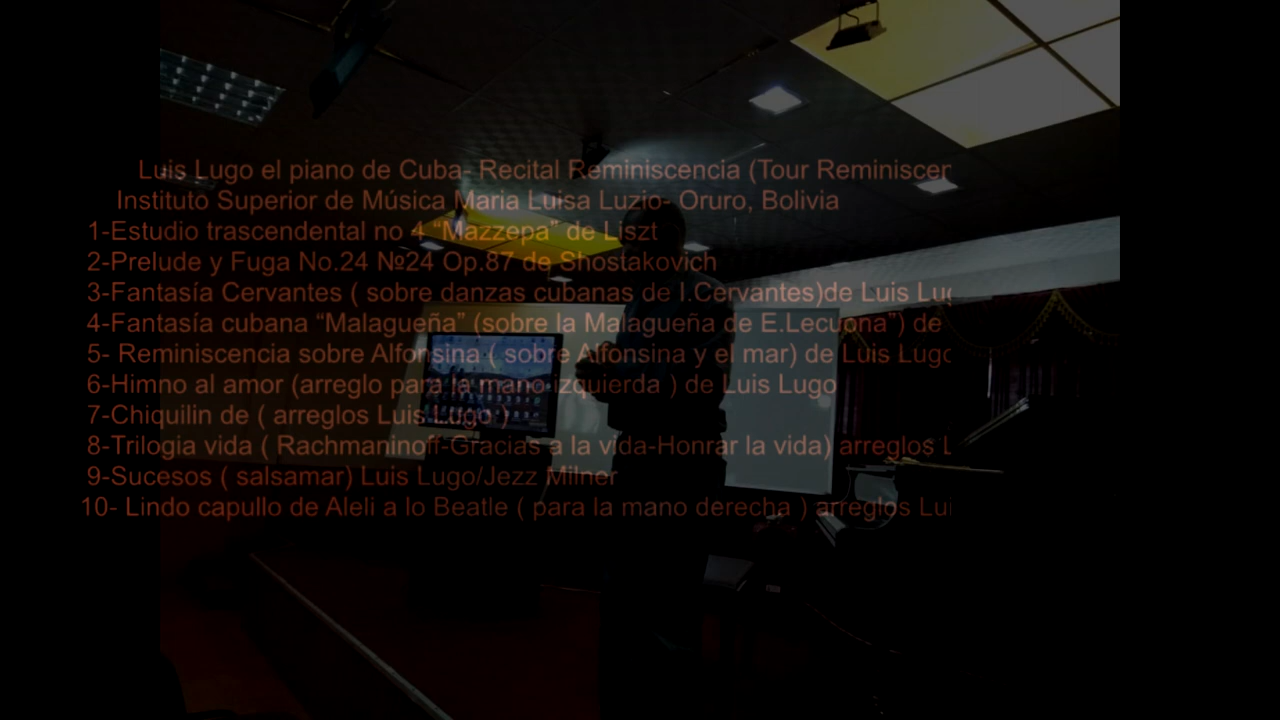 Luis Lugo el piano de Cuba- Recital Reminiscencia (Tour Reminiscer
Instituto Superior de Música Maria Luisa Luzio- Oruro, Bolivia
1-Estudio trascendental no 4 “Mazzepa” de Liszt
2-Prelude y Fuga No.24 №24 Op.87 de Shostakovich
3-Fantasía Cervantes ( sobre danzas cubanas de I.Cervantes)de Luis Lug
4-Fantasía cubana “Malagueña” (sobre la Malagueña de E.Lecuona”) de
5- Reminiscencia sobre Alfonsina ( sobre Alfonsina y el mar) de Luis Lugo
6-Himno al amor (arreglo para la mano izquierda ) de Luis Lugo
7-Chiquilin de ( arreglos Luis Lugo )
8-Trilogia vida ( Rachmaninoff-Gracias a la vida-Honrar la vida) arreglos L
9-Sucesos ( salsamar) Luis Lugo/Jezz Milner
10- Lindo capullo de Aleli a lo Beatle ( para la mano derecha ) arreglos Lui